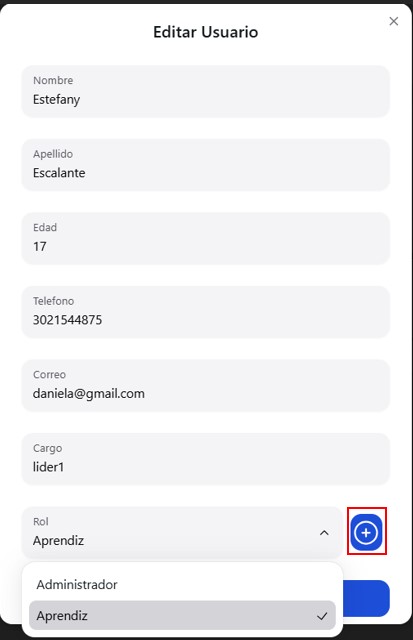 Editar Usuario
Nombre
Estefany
Apellido
Escalante
Edad
17
Telefono
3021544875
Correo
daniela@gmail.com
Cargo
lider1
Rol
Aprendiz
Administrador
Aprendiz